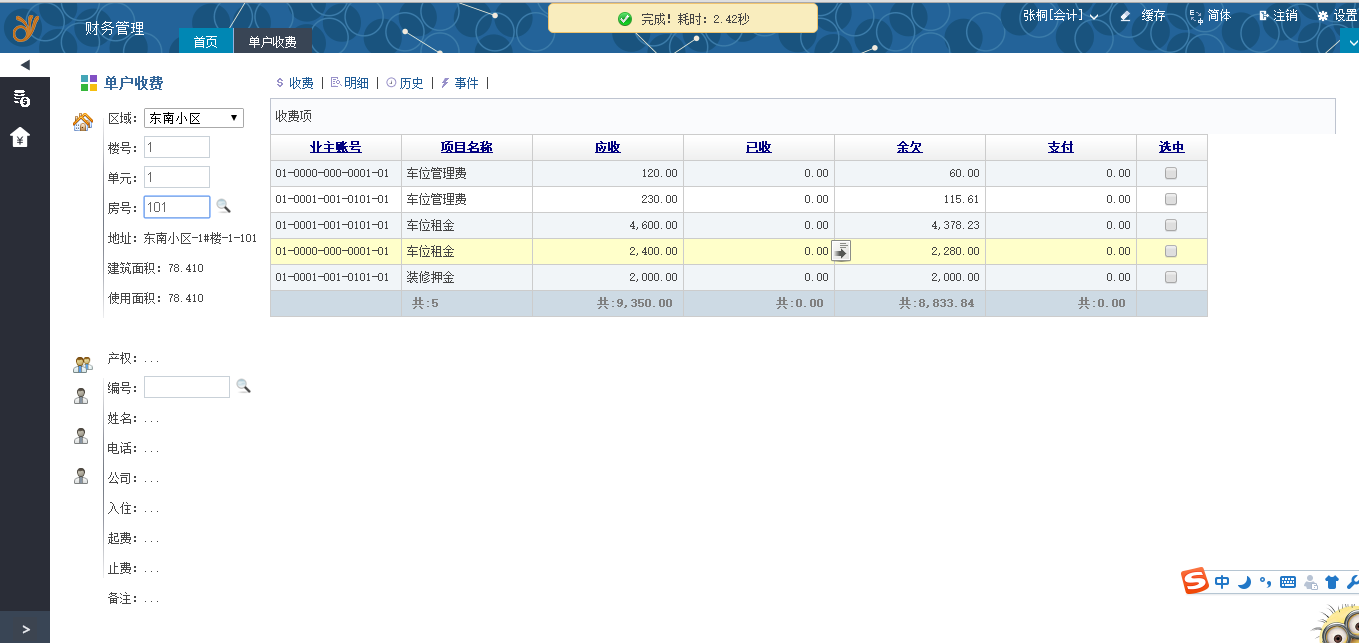 财务管理
首页 单户收费
完成! 耗时: 2.42秒
张桐[会计] 缓存 简体 注销 设置
单户收费
区域: 东南小区
楼号: 1
单元: 1
房号: 101
地址: 东南小区-1#楼-1-101
建筑面积: 78.410
使用面积: 78.410
产权: ...
编号:
姓名: ...
电话: ...
公司: ...
入住: ...
起费: ...
止费: ...
备注: ...
收费 | 明细 | 历史 | 事件 |
收费项
业主账号 项目名称 应收 已收 余欠 支付 选中
01-0000-000-0001-01 车位管理费 120.00 0.00 60.00 0.00
01-0001-001-0101-01 车位管理费 230.00 0.00 115.61 0.00
01-0001-001-0101-01 车位租金 4,600.00 0.00 4,378.23 0.00
01-0000-000-0001-01 车位租金 2,400.00 0.00 2,280.00 0.00
01-0001-001-0101-01 装修押金 2,000.00 0.00 2,000.00 0.00
共:5 共:9,350.00 共:0.00 共:8,833.84 共:0.00
中